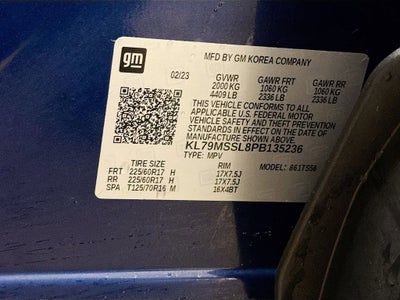 gm
MFD BY GM KOREA COMPANY
02/23 GVWR GAWR FRT GAWR RR
2000 KG 1060 KG 1060 KG
4409 LB 2336 LB 2336 LB
THIS VEHICLE CONFORMS TO ALL
APPLICABLE U.S. FEDERAL MOTOR
VEHICLE SAFETY, BUMPER, AND THEFT
PREVENTION STANDARDS IN EFFECT ON THE
DATE OF MANUFACTURE SHOWN ABOVE.
KL79MSSL8PB135236
TYPE: MPV
MODEL: 861TS58
TIRE SIZE RIM
FRT 225/60R17 H 17X7.5J
RR 225/60R17 H 17X7.5J
SPA T125/70R16 M 16X4BT